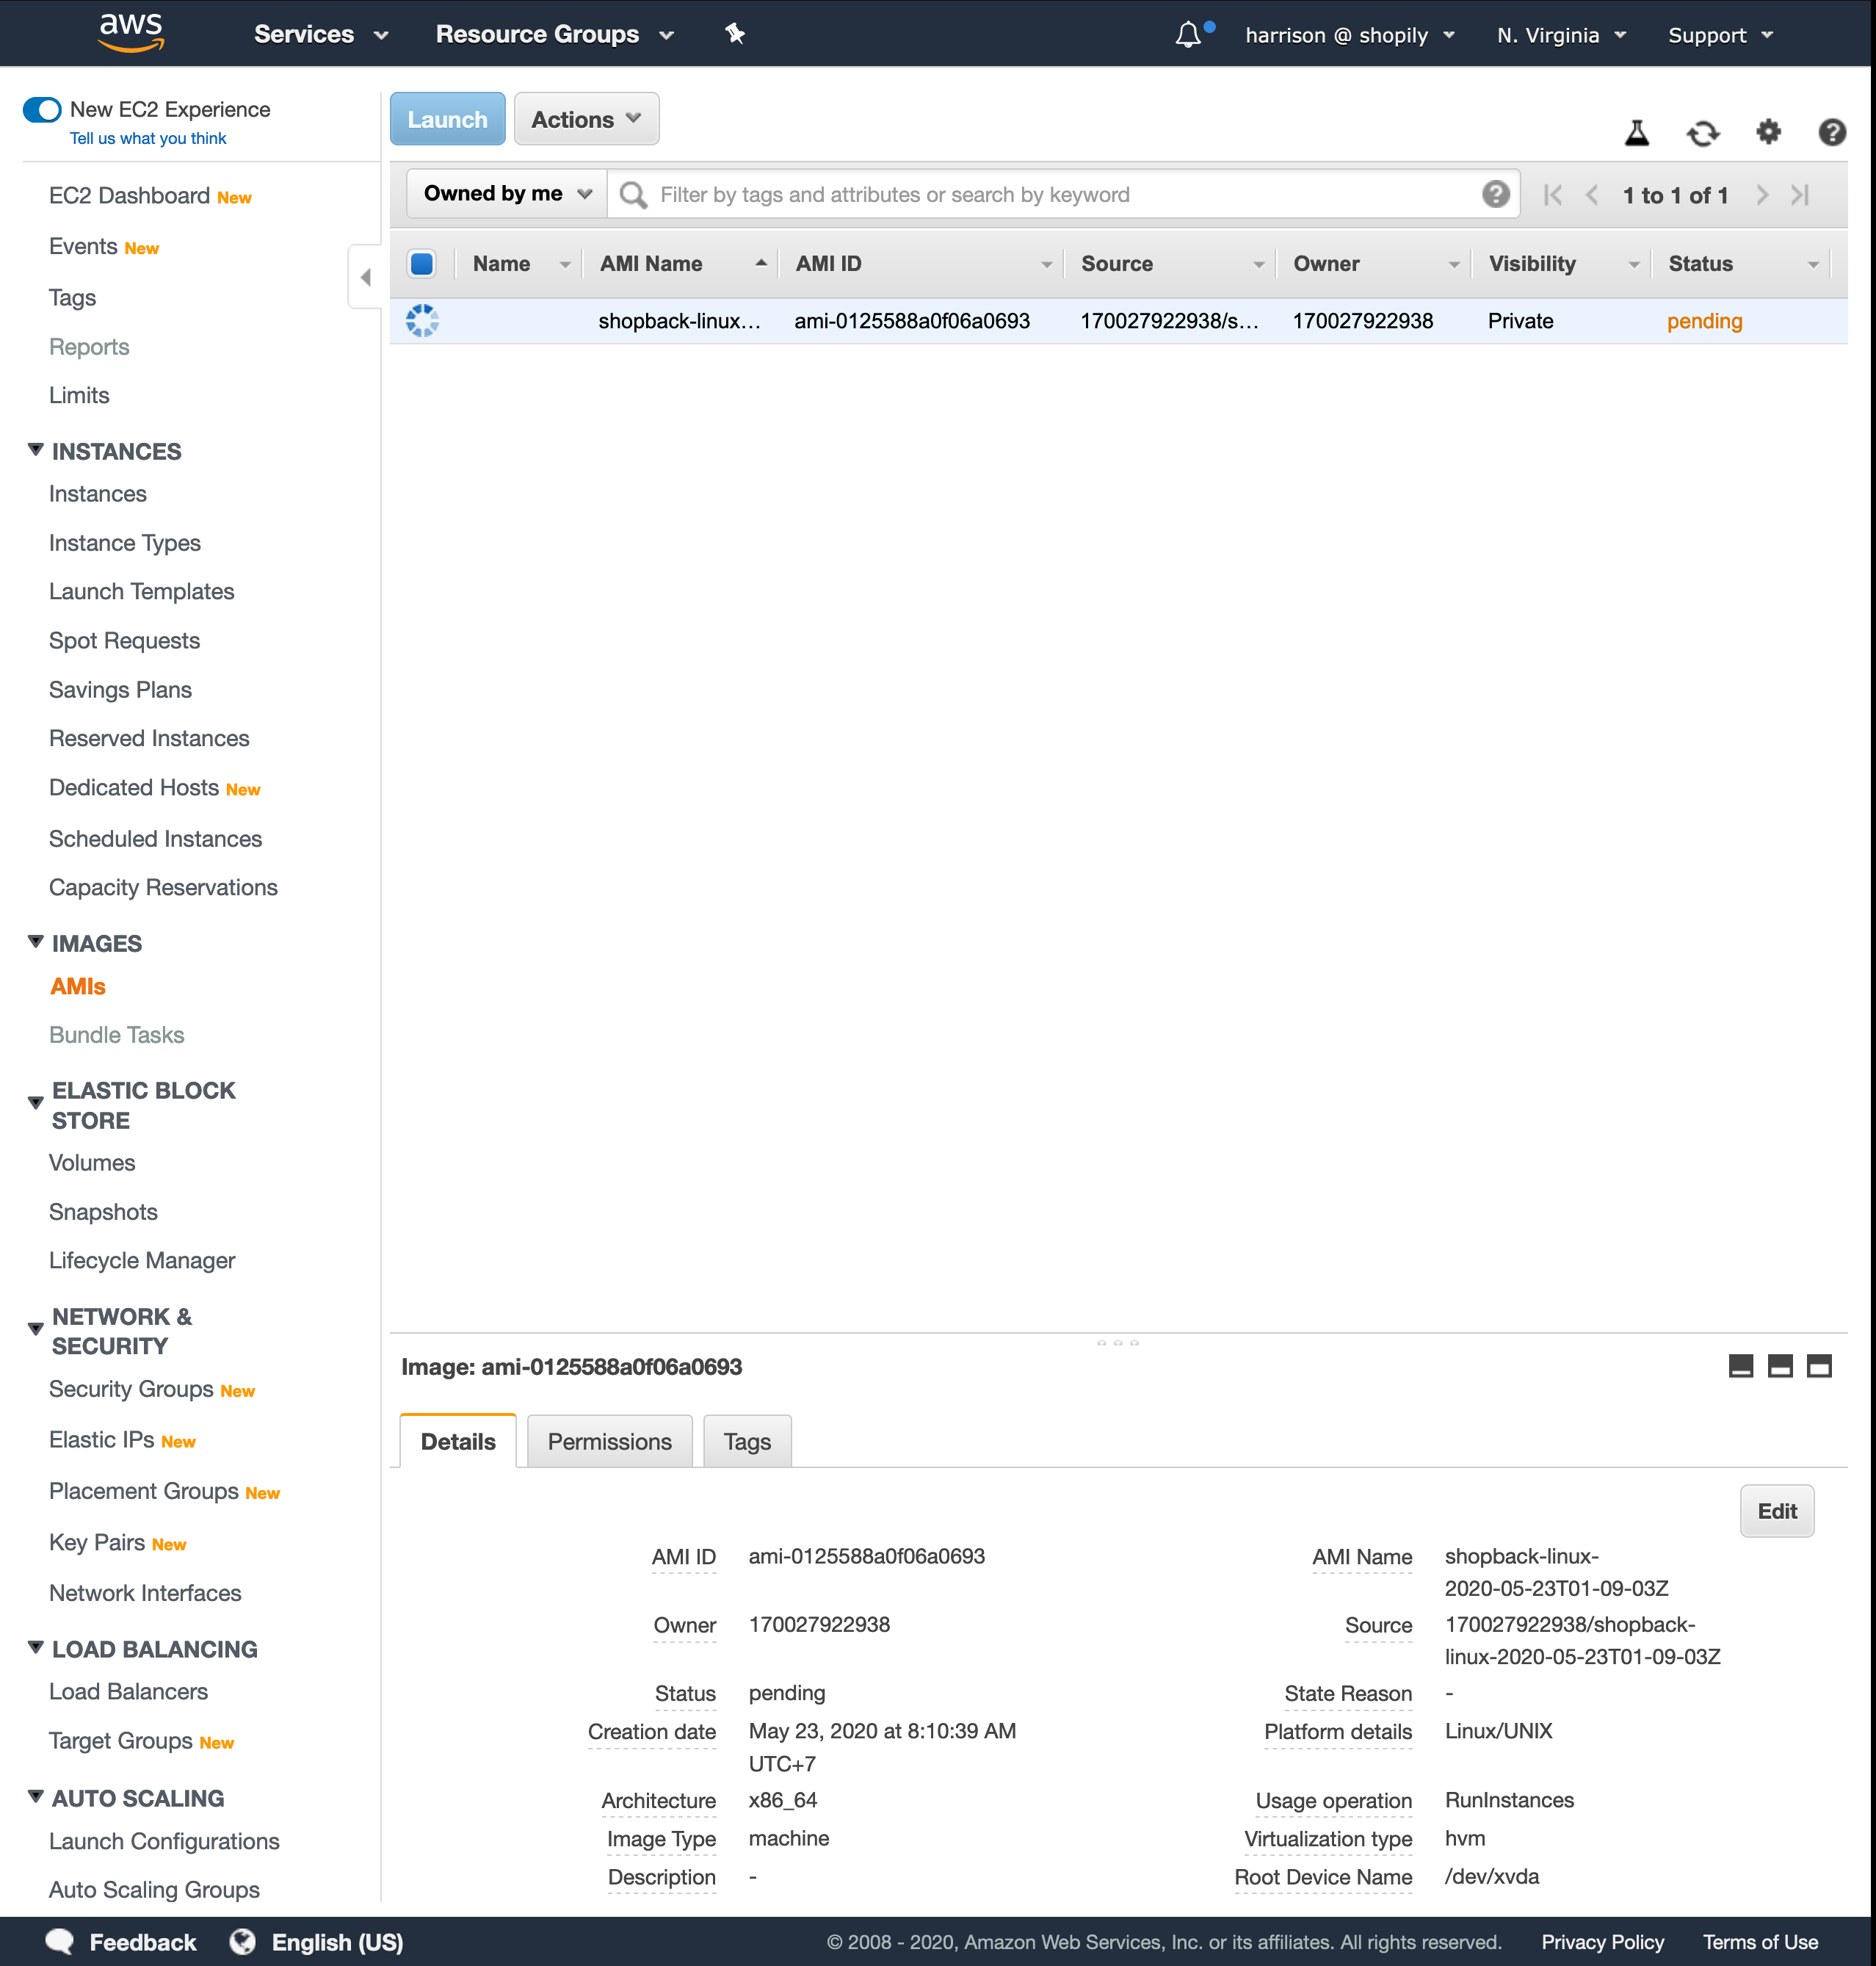 aws
Services
Resource Groups
harrison @ shopily
N. Virginia
Support
New EC2 Experience
Tell us what you think
EC2 Dashboard New
Events New
Tags
Reports
Limits
INSTANCES
Instances
Instance Types
Launch Templates
Spot Requests
Savings Plans
Reserved Instances
Dedicated Hosts New
Scheduled Instances
Capacity Reservations
IMAGES
AMIs
Bundle Tasks
ELASTIC BLOCK
STORE
Volumes
Snapshots
Lifecycle Manager
NETWORK &
SECURITY
Security Groups New
Elastic IPs New
Placement Groups New
Key Pairs New
Network Interfaces
LOAD BALANCING
Load Balancers
Target Groups New
AUTO SCALING
Launch Configurations
Auto Scaling Groups
Launch
Actions
Owned by me
Filter by tags and attributes or search by keyword
1 to 1 of 1
Name AMI Name AMI ID Source Owner Visibility Status
shopback-linux... ami-0125588a0f06a0693 170027922938/s... 170027922938 Private pending
Image: ami-0125588a0f06a0693
Details
Permissions
Tags
Edit
AMI ID ami-0125588a0f06a0693
AMI Name shopback-linux-
2020-05-23T01-09-03Z
Owner 170027922938
Source 170027922938/shopback-
linux-2020-05-23T01-09-03Z
Status pending
State Reason -
Creation date May 23, 2020 at 8:10:39 AM
UTC+7
Platform details Linux/UNIX
Architecture x86_64
Usage operation RunInstances
Image Type machine
Virtualization type hvm
Description -
Root Device Name /dev/xvda
Feedback
English (US)
© 2008 - 2020, Amazon Web Services, Inc. or its affiliates. All rights reserved.
Privacy Policy
Terms of Use